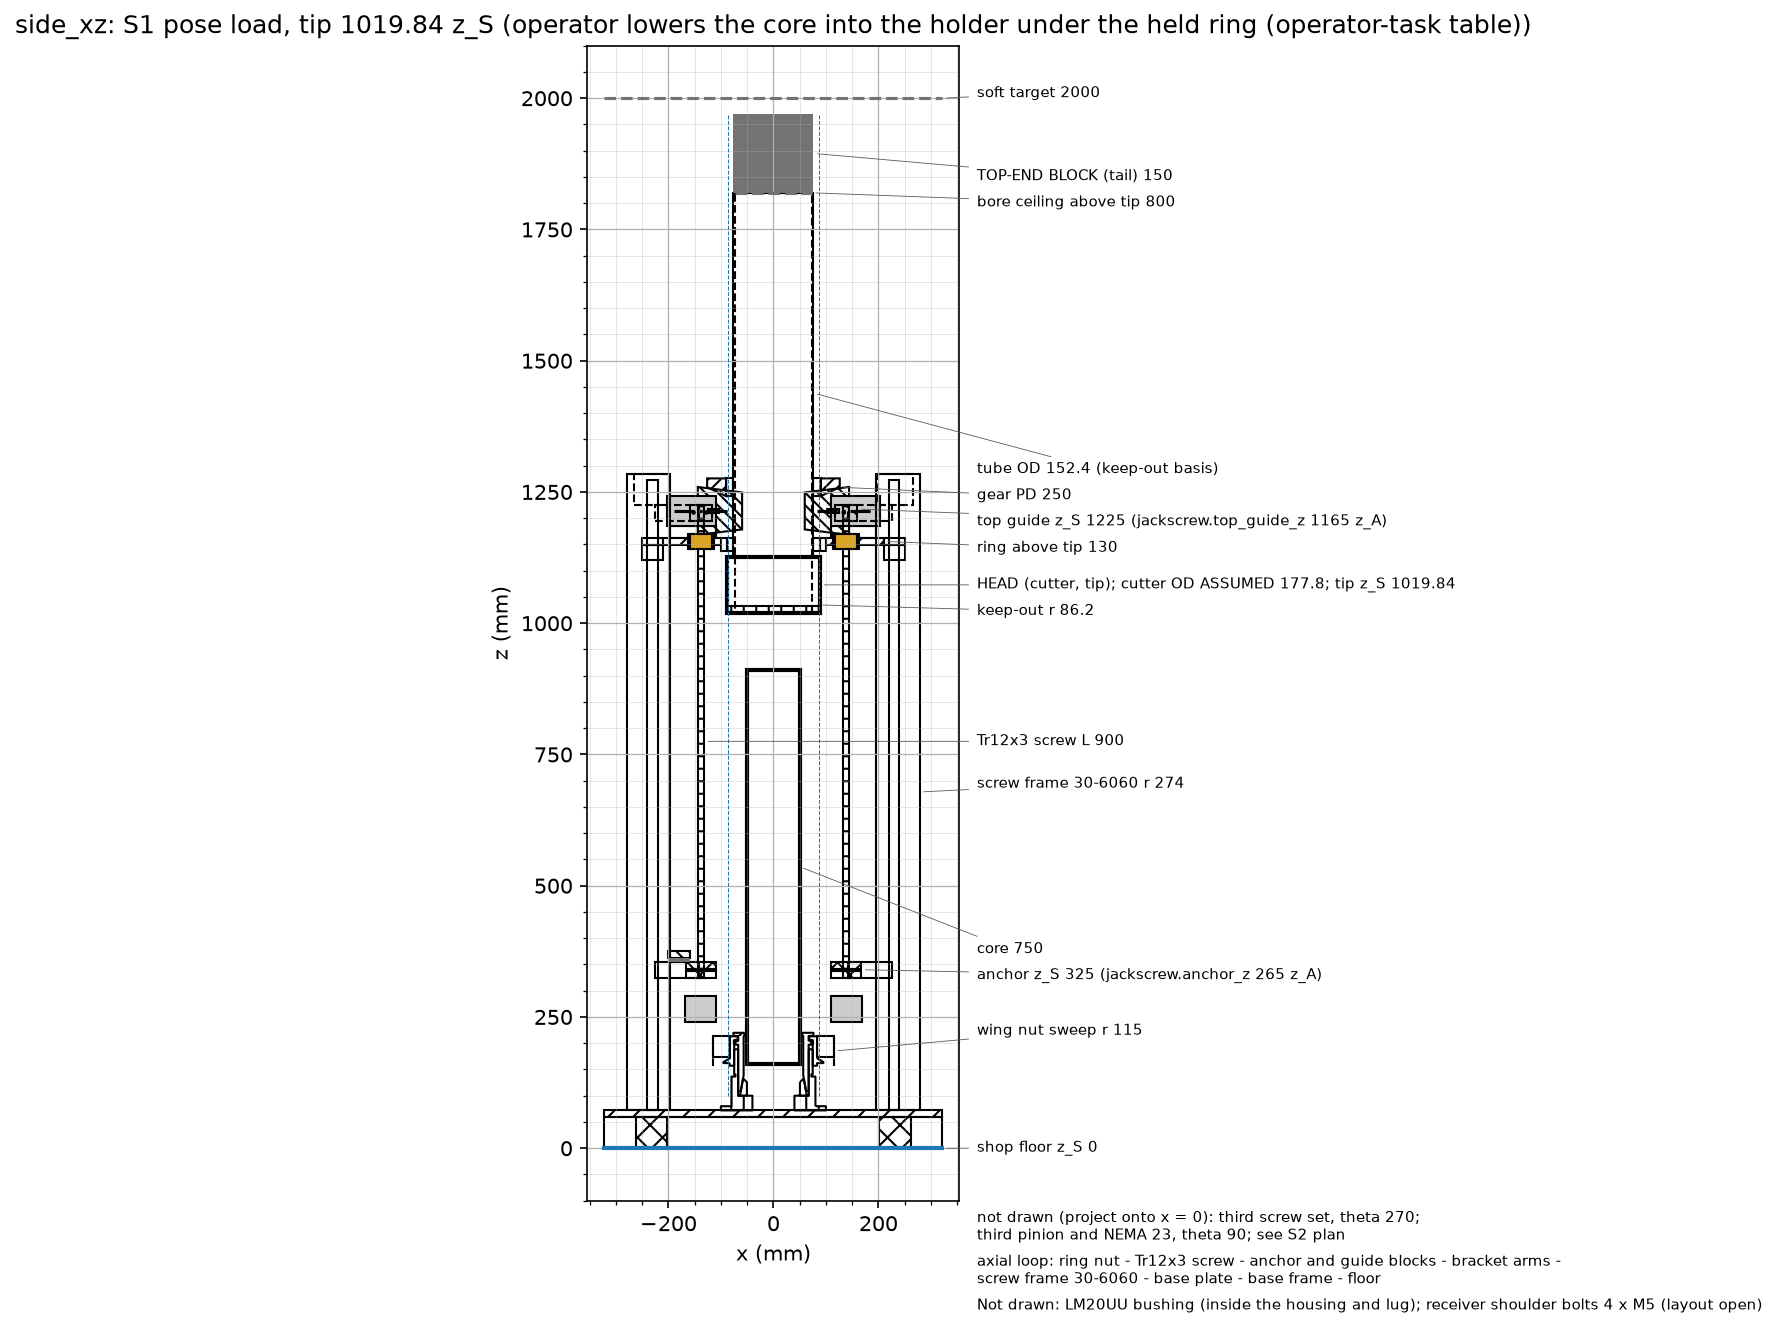 side_xz: S1 pose load, tip 1019.84 z_S (operator lowers the core into the holder under the held ring (operator-task table))
2000
1750
1500
1250
1000
750
500
250
0
z (mm)
−200
0
200
x (mm)
soft target 2000
TOP-END BLOCK (tail) 150
bore ceiling above tip 800
tube OD 152.4 (keep-out basis)
gear PD 250
top guide z_S 1225 (jackscrew.top_guide_z 1165 z_A)
ring above tip 130
HEAD (cutter, tip); cutter OD ASSUMED 177.8; tip z_S 1019.84
keep-out r 86.2
Tr12x3 screw L 900
screw frame 30-6060 r 274
core 750
anchor z_S 325 (jackscrew.anchor_z 265 z_A)
wing nut sweep r 115
shop floor z_S 0
not drawn (project onto x = 0): third screw set, theta 270;
third pinion and NEMA 23, theta 90; see S2 plan
axial loop: ring nut - Tr12x3 screw - anchor and guide blocks - bracket arms -
screw frame 30-6060 - base plate - base frame - floor
Not drawn: LM20UU bushing (inside the housing and lug); receiver shoulder bolts 4 x M5 (layout open)